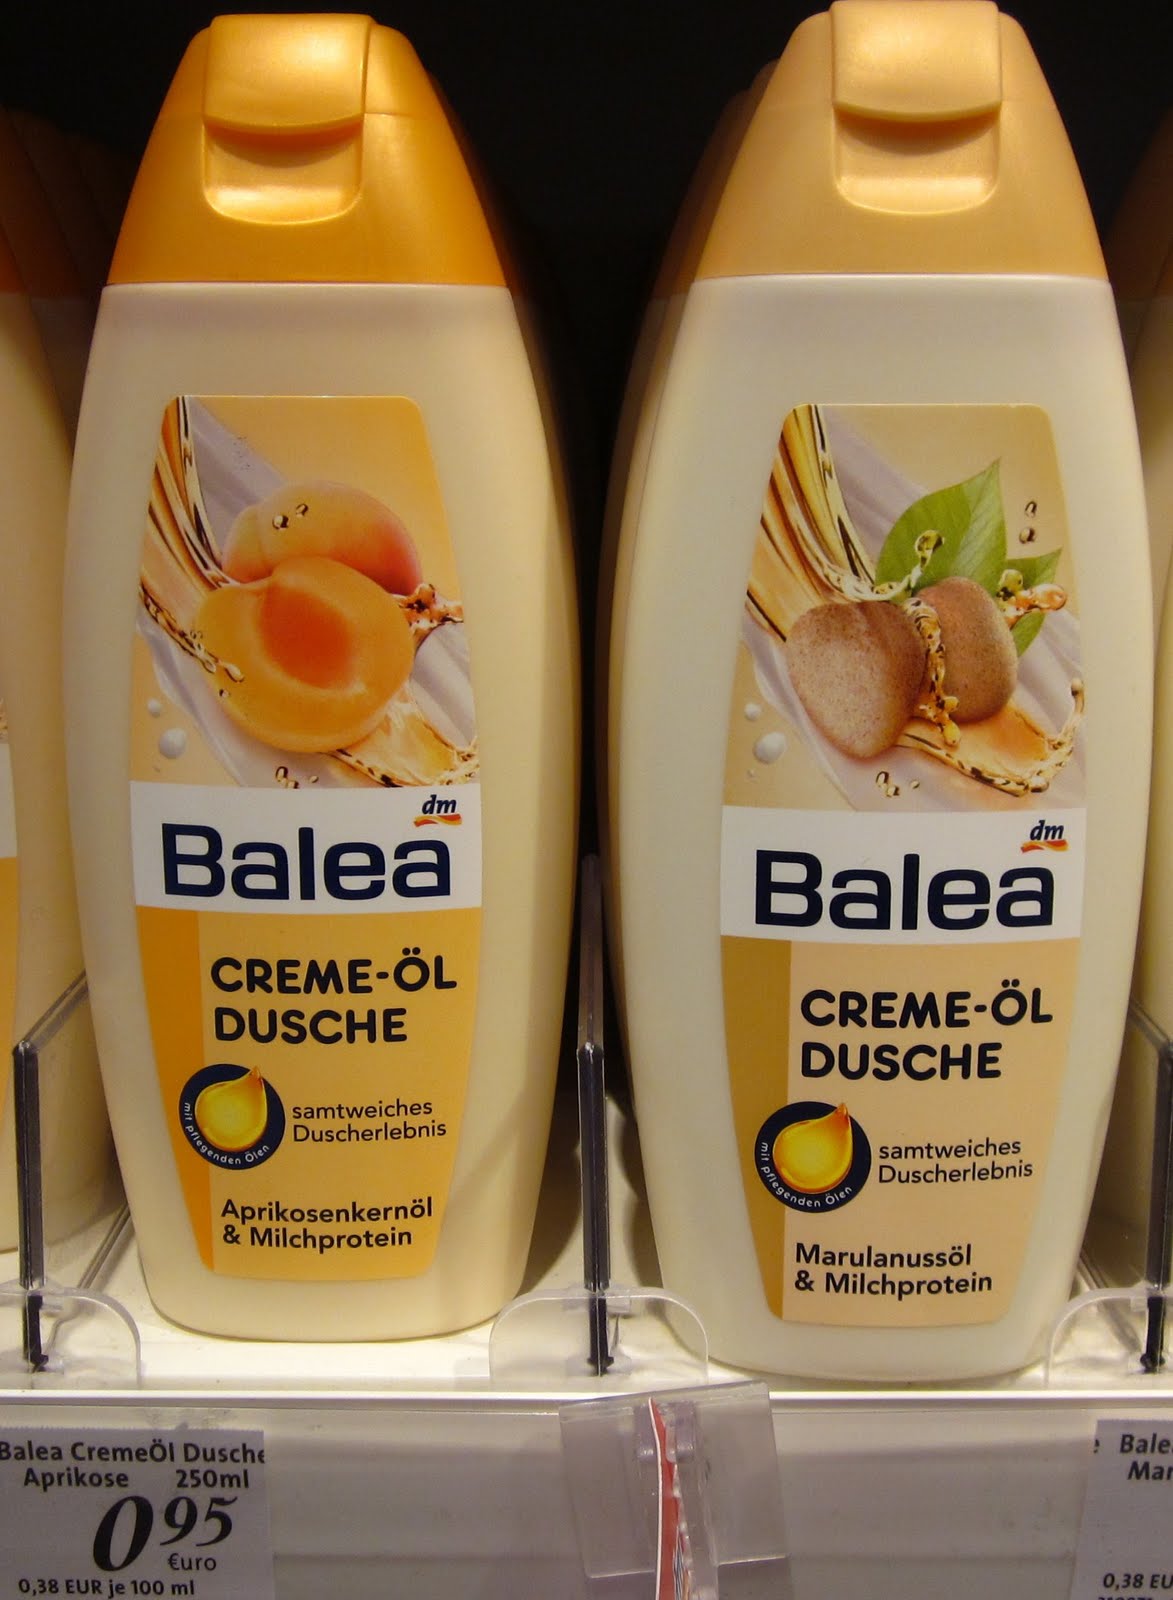 dm
Balea
CREME-ÖL
DUSCHE
mit pflegenden Ölen
samtweiches
Duscherlebnis
Aprikosenkernöl
& Milchprotein
dm
Balea
CREME-ÖL
DUSCHE
mit pflegenden Ölen
samtweiches
Duscherlebnis
Marulanussöl
& Milchprotein
Balea CremeÖl Dusche
Aprikose 250ml
0,95
€uro
0,38 EUR je 100 ml
Bale
Mar
0,38 EU